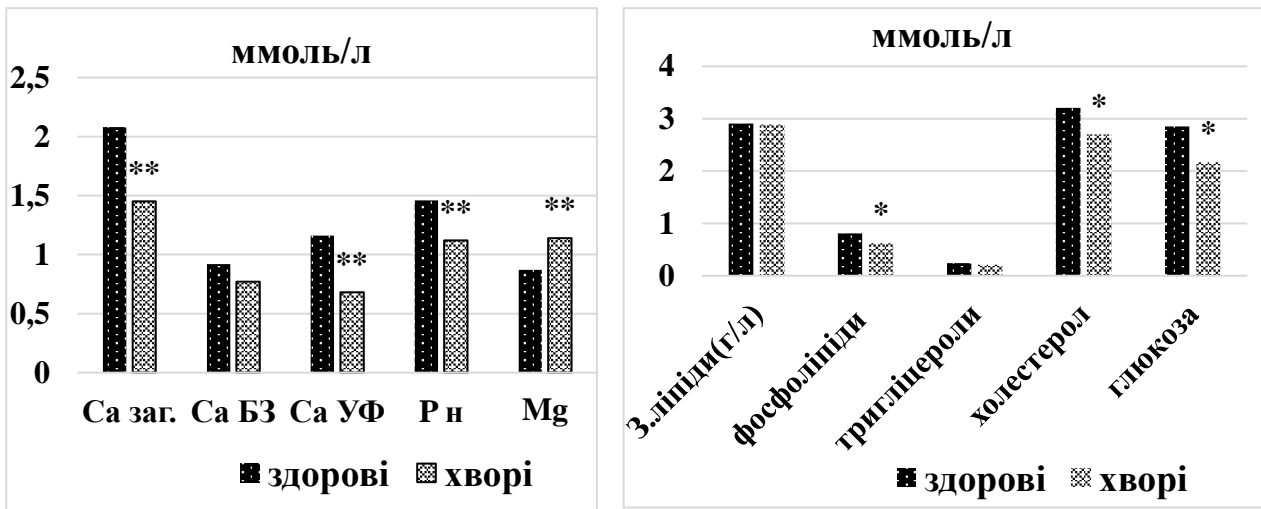 ммоль/л
2,5
2
1,5
1
0,5
0
**
**
**
**
Ca заг.
Ca БЗ
Ca УФ
Р н
Mg
здорові
хворі
ммоль/л
4
3
2
1
0
*
*
*
З.ліпіди(г/л)
фосфоліпіди
тригліцероли
холестерол
глюкоза
здорові
хворі